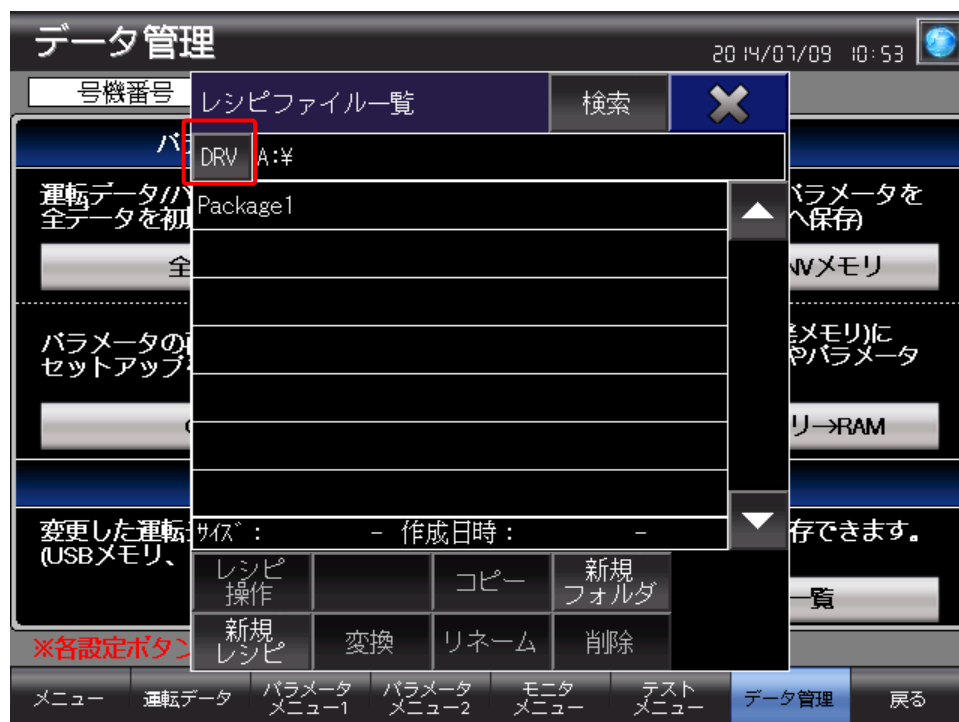 データ管理
2014/07/09 10:53
号機番号
レシピファイル一覧
検索
DRV A:¥
Package1
サイズ: - 作成日時: -
レシピ
操作
コピー
新規
フォルダ
新規
レシピ
変換
リネーム
削除
運転データ/パ
全データを初
全
パラメータの
セットアップ
パラメータを
へ保存)
NVメモリ
メモリ)に
やパラメータ
リ→RAM
変更した運転
(USBメモリ、
存できます。
一覧
※各設定ボタン
メニュー
運転データ
パラメータ
メニュー1
パラメータ
メニュー2
モニタ
メニュー
テスト
メニュー
データ管理
戻る